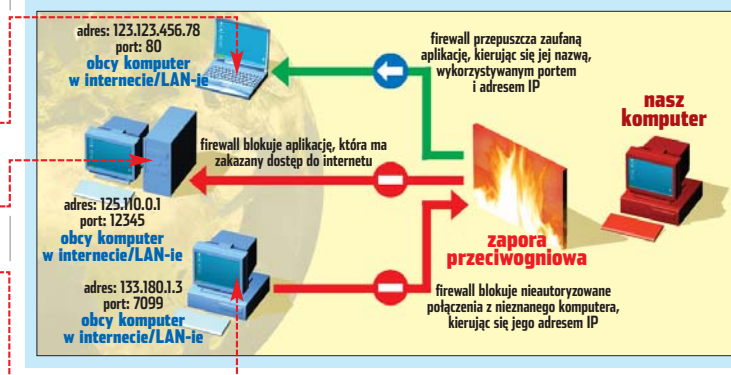 adres: 123.123.456.78
port: 80
obcy komputer
w internecie/LAN-ie
firewall przepuszcza zaufaną
aplikację, kierując się jej nazwą,
wykorzystywanym portem
i adresem IP
nasz
komputer
firewall blokuje aplikację, która ma
zakazany dostęp do internetu
adres: 125.110.0.1
port: 12345
obcy komputer
w internecie/LAN-ie
zapora
przeciwogniowa
adres: 133.180.1.3
port: 7099
obcy komputer
w internecie/LAN-ie
firewall blokuje nieautoryzowane
połączenia z nieznanego komputera,
kierując się jego adresem IP